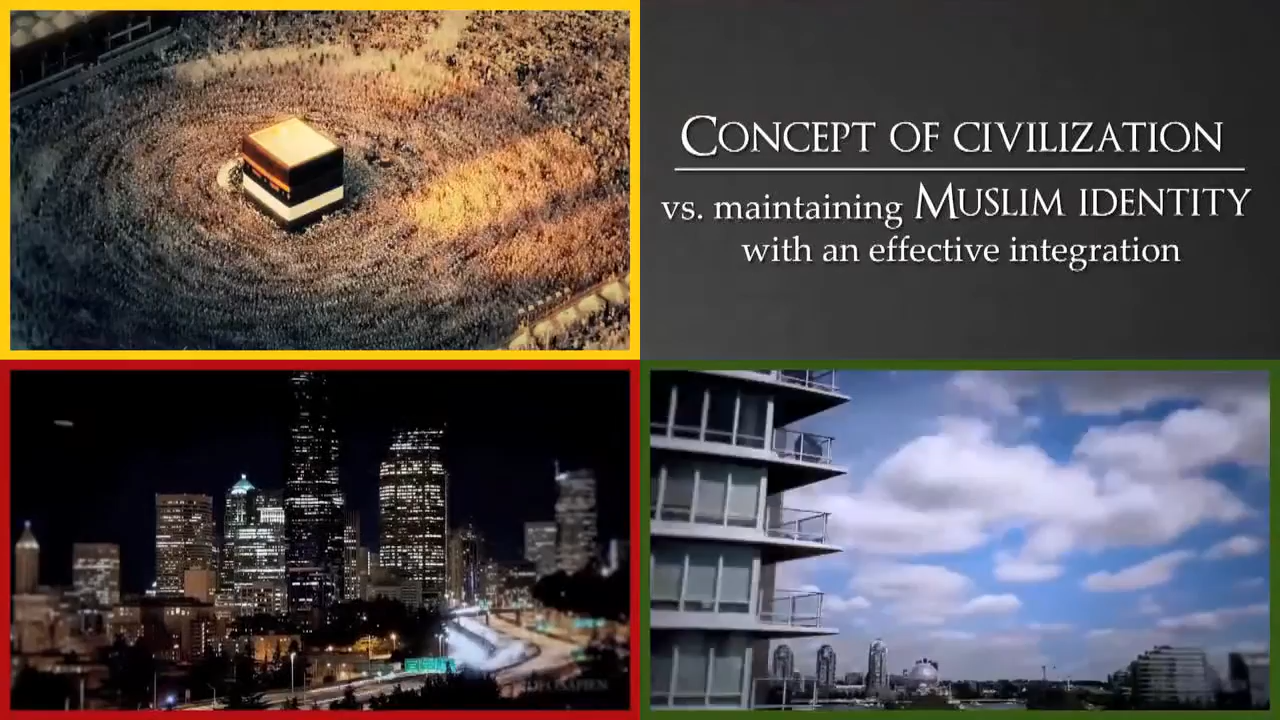 CONCEPT OF CIVILIZATION
vs. maintaining MUSLIM IDENTITY
with an effective integration